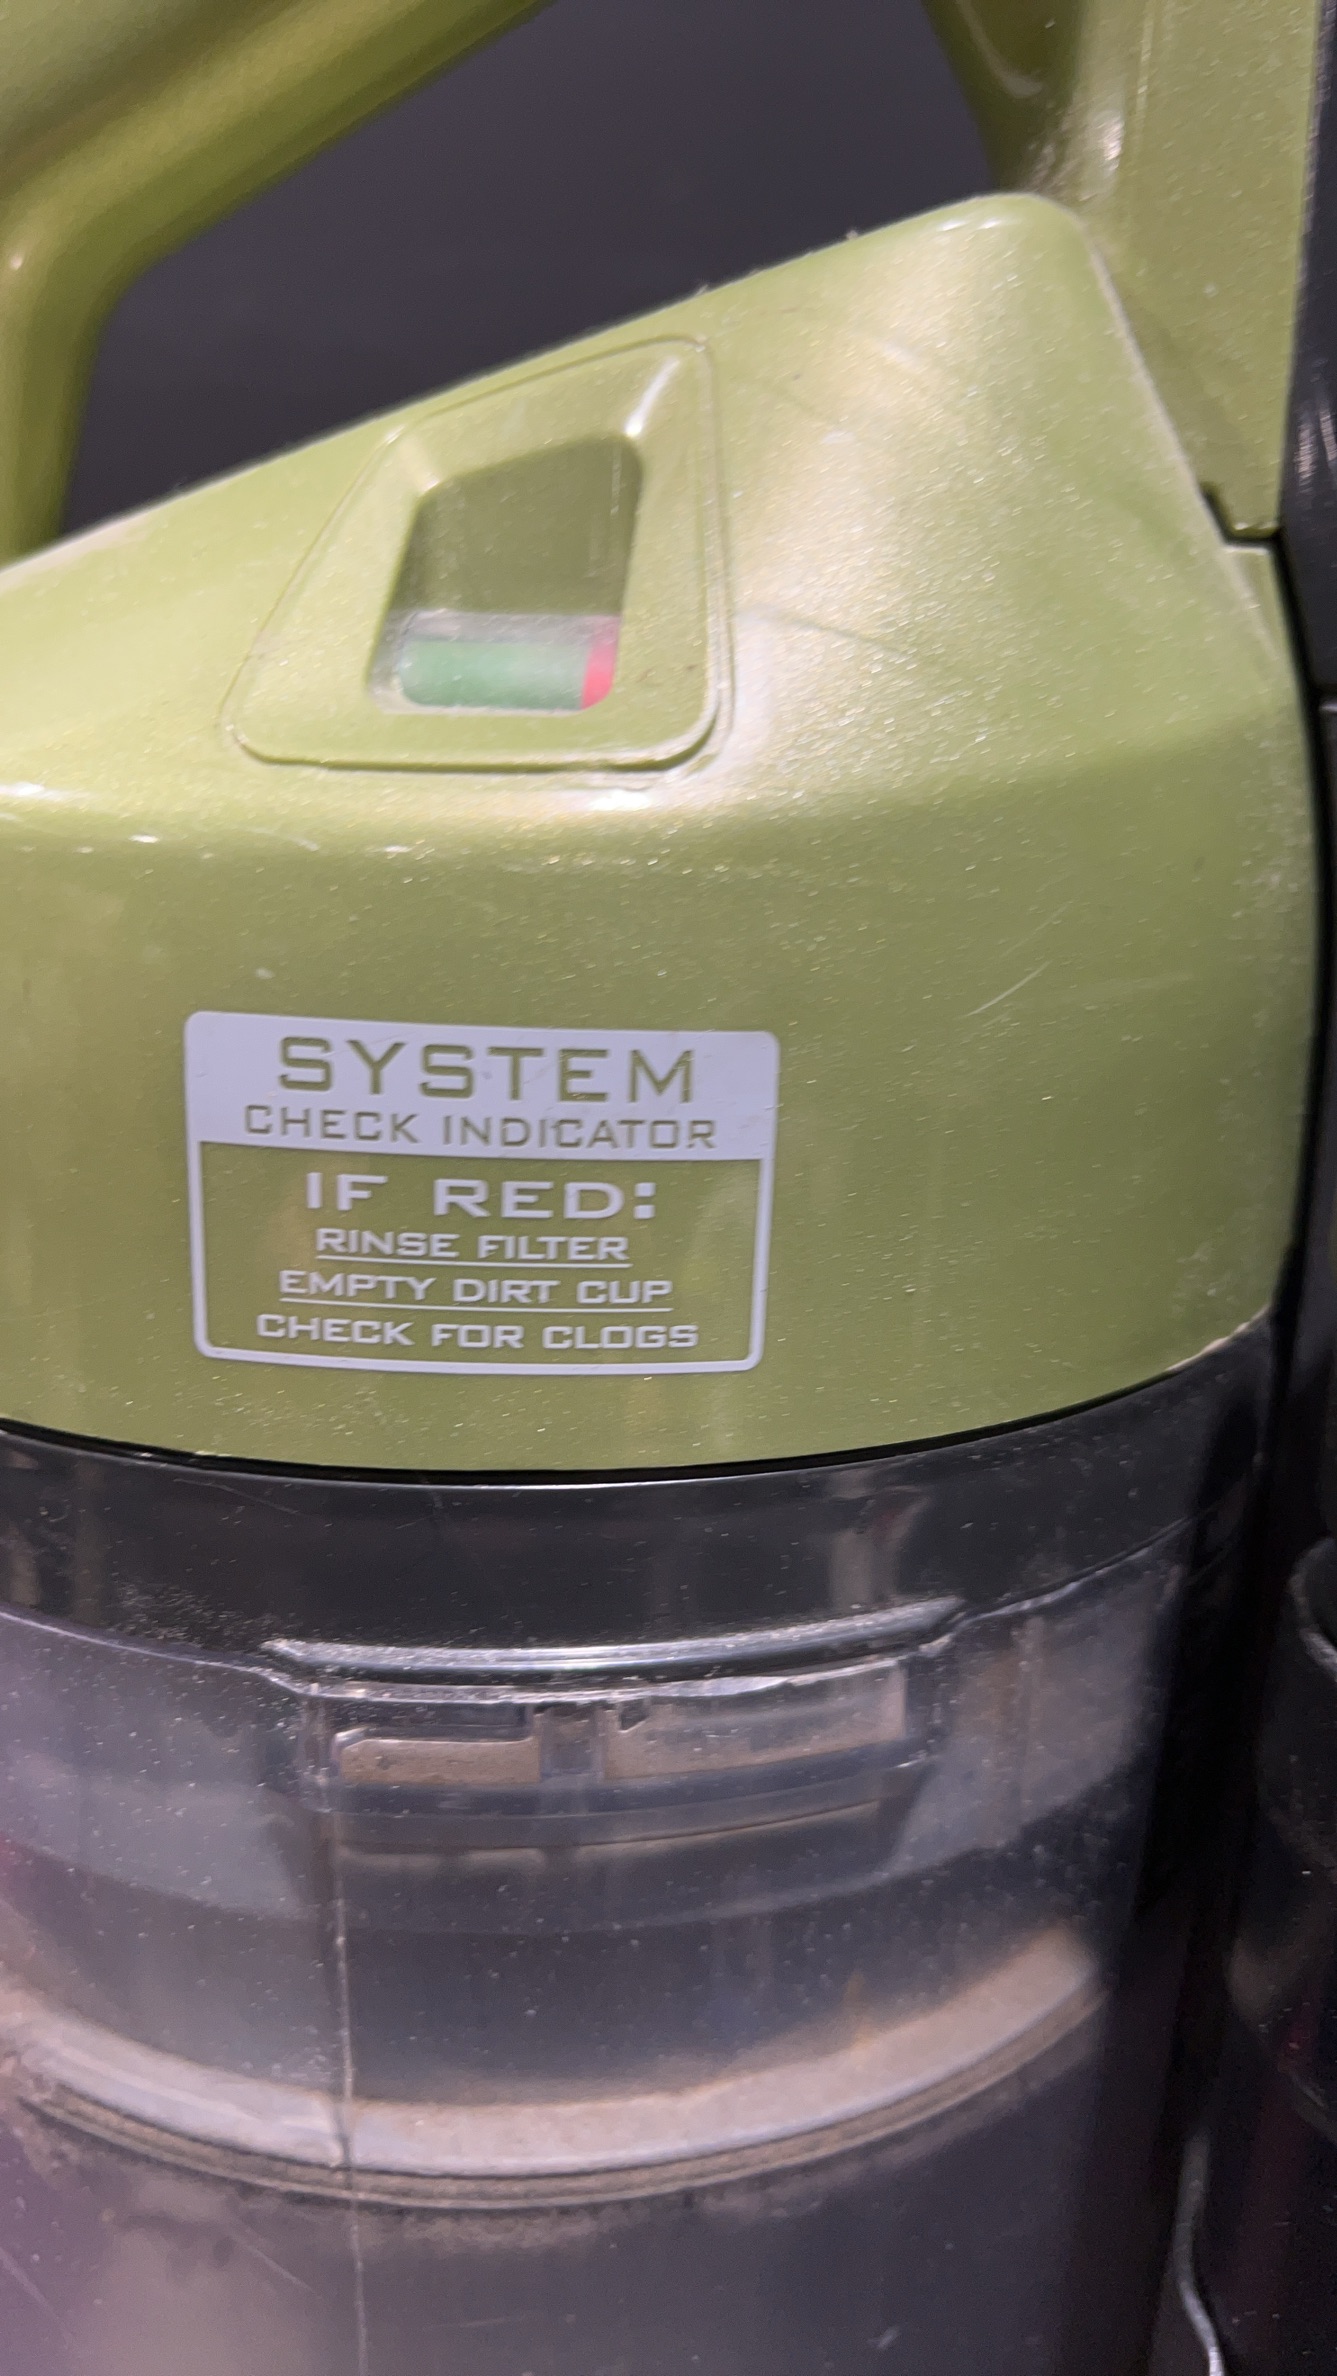 SYSTEM
CHECK INDICATOR
IF RED:
RINSE FILTER
EMPTY DIRT CUP
CHECK FOR CLOGS